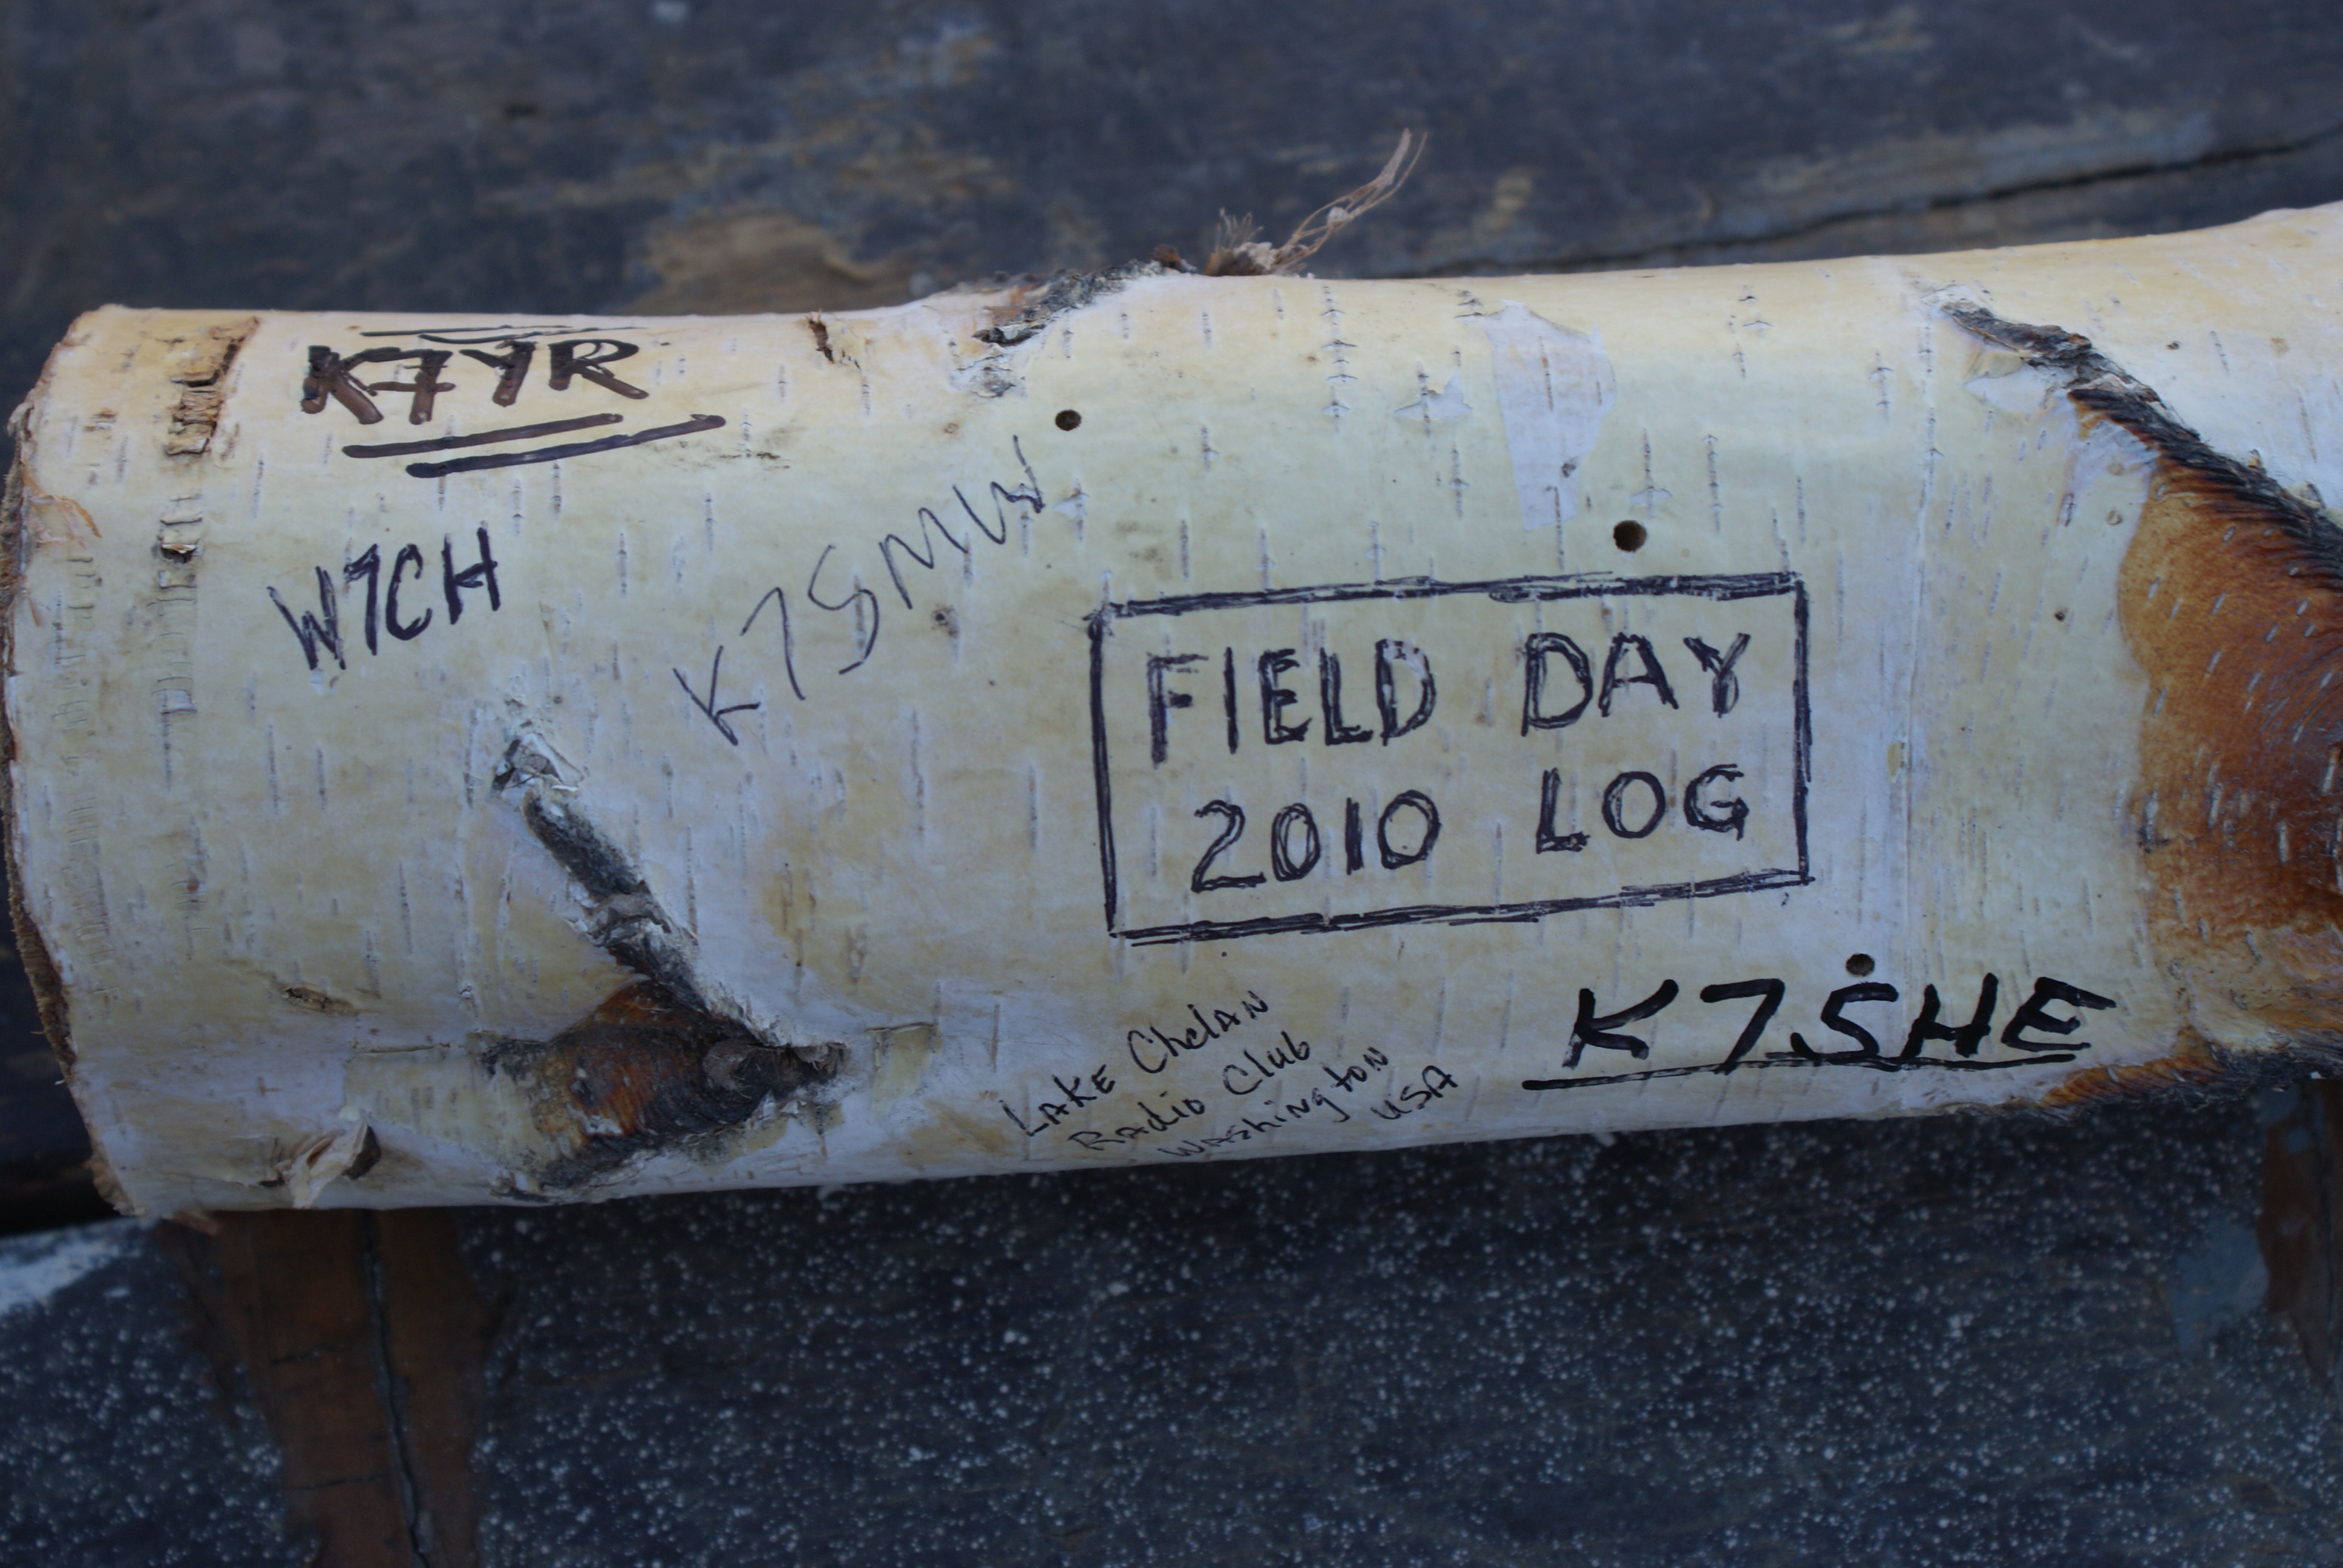 K7YR
W7CH
K7SMW
FIELD DAY
2010 LOG
LAKE ChelAN
RAdio Club
WAshington
USA
K7SHE